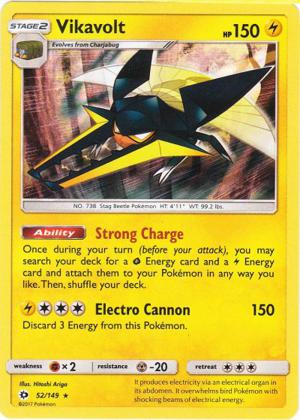 STAGE2 Vikavolt HP 150
Evolves from Charjabug
NO. 738 Stag Beetle Pokémon HT: 4'11" WT: 99.2 lbs.
Ability Strong Charge
Once during your turn (before your attack), you may
search your deck for a Energy card and a Energy
card and attach them to your Pokémon in any way you
like. Then, shuffle your deck.
Electro Cannon 150
Discard 3 Energy from this Pokémon.
weakness ×2 resistance -20 retreat
Illus. Hitoshi Ariga
52/149 ★
©2017 Pokémon
It produces electricity via an electrical organ in
its abdomen. It overwhelms bird Pokémon with
shocking beams of electrical energy.